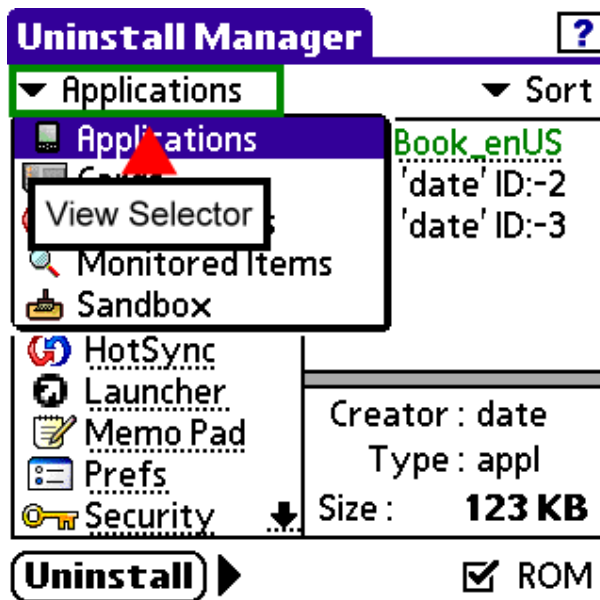 Uninstall Manager
?
Applications
Sort
Applications
Book_enUS
'date' ID:-2
View Selector
'date' ID:-3
Monitored Items
Sandbox
HotSync
Launcher
Memo Pad
Prefs
Security
Creator : date
Type : appl
Size : 123 KB
Uninstall
ROM